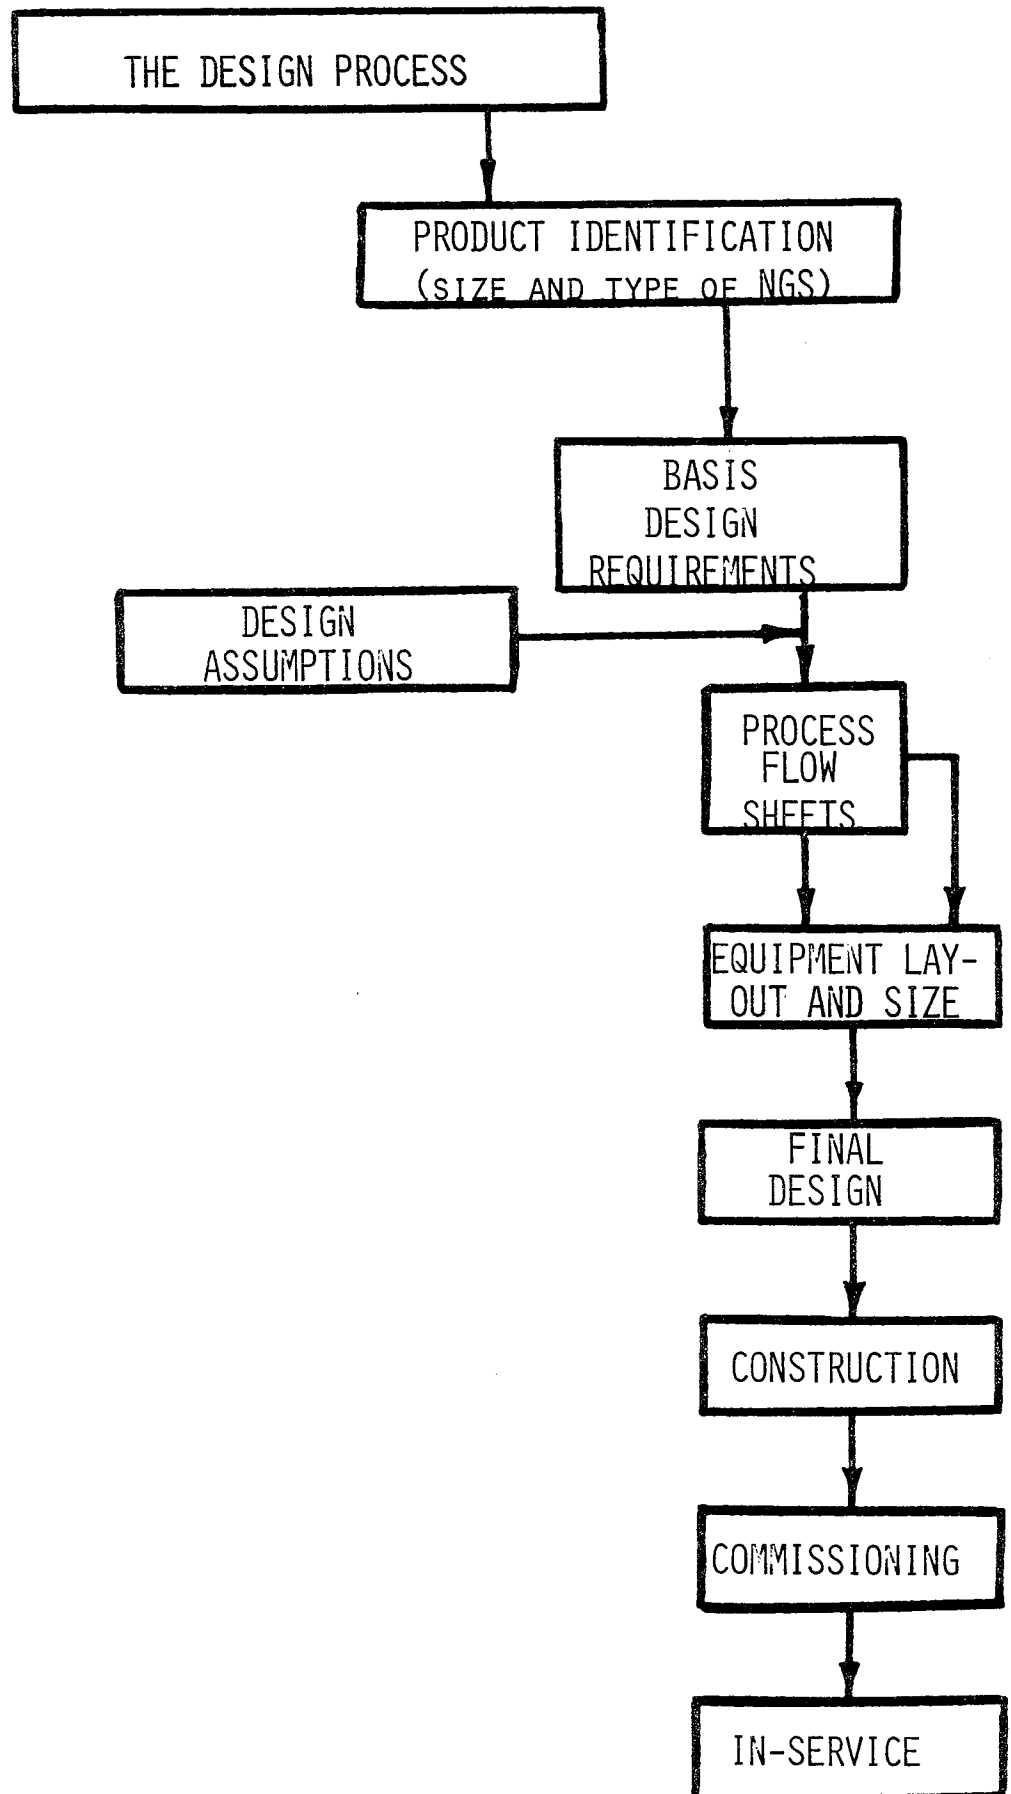 THE DESIGN PROCESS
PRODUCT IDENTIFICATION
(SIZE AND TYPE OF NGS)
BASIS
DESIGN
REQUIREMENTS
DESIGN
ASSUMPTIONS
PROCESS
FLOW
SHEETS
EQUIPMENT LAY-
OUT AND SIZE
FINAL
DESIGN
CONSTRUCTION
COMMISSIONING
IN-SERVICE